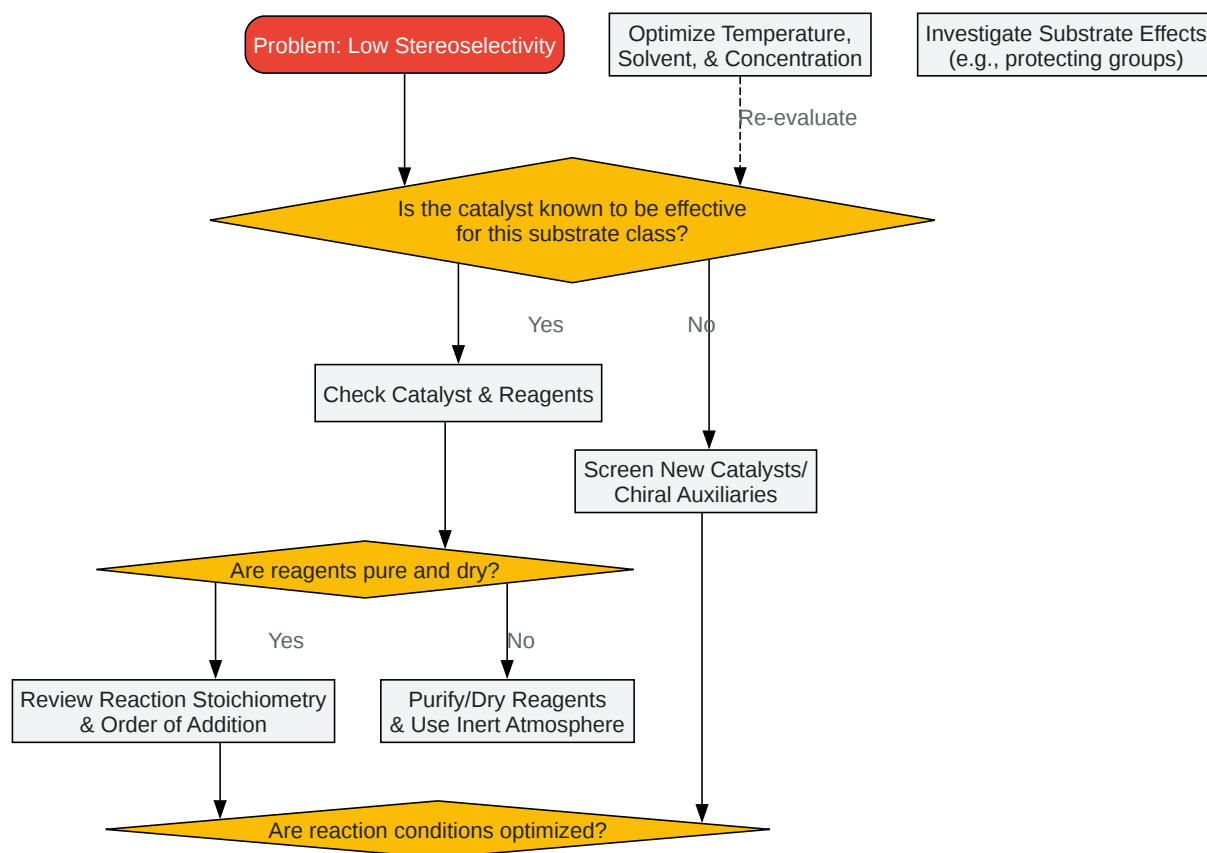 Problem: Low Stereoselectivity
Optimize Temperature,
Solvent, & Concentration
Investigate Substrate Effects
(e.g., protecting groups)
Re-evaluate
Is the catalyst known to be effective
for this substrate class?
Yes
No
Check Catalyst & Reagents
Screen New Catalysts/
Chiral Auxiliaries
Are reagents pure and dry?
Yes
No
Review Reaction Stoichiometry
& Order of Addition
Purify/Dry Reagents
& Use Inert Atmosphere
Are reaction conditions optimized?